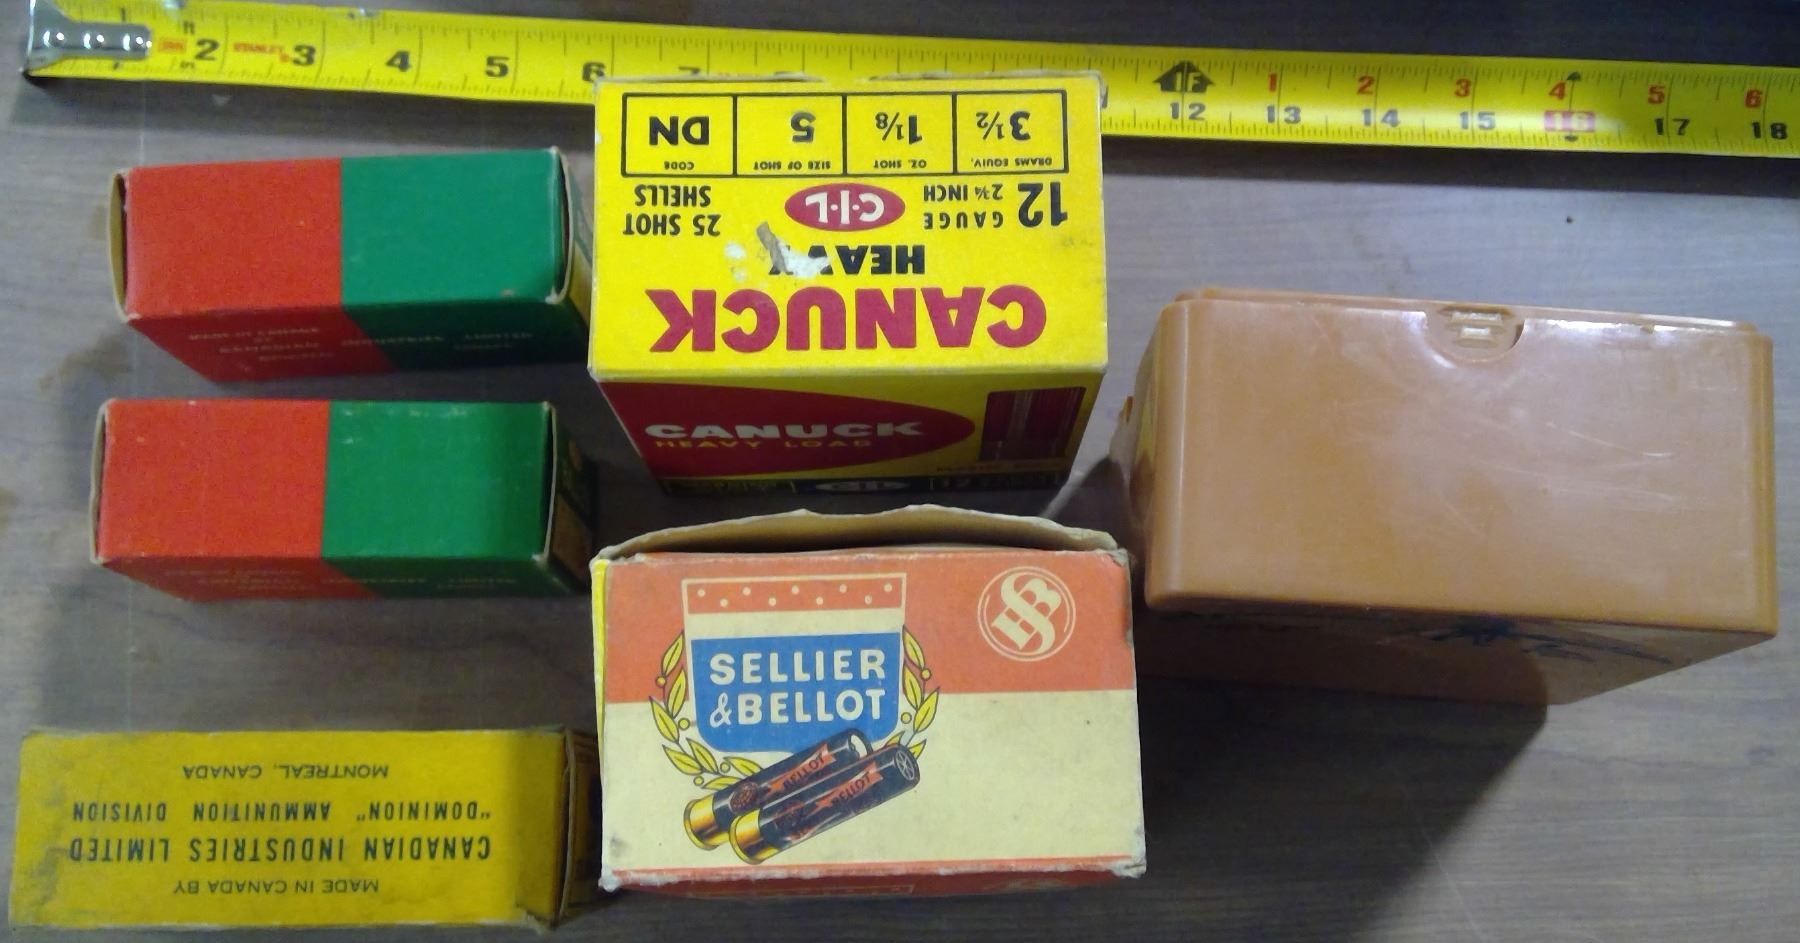 2 STANLEY 3 4 5 6 7
1F 1 2 3 4 5 6
12 13 14 15 16 17 18
CANUCK
HEAVY
12 GAUGE 2¾ INCH
C-I-L
25 SHOT SHELLS
DRAMS EQUIV. 3½
OZ. SHOT 1⅛
SIZE OF SHOT 5
CODE DN
CANUCK
HEAVY LOAD
C-I-L
MADE IN CANADA BY
CANADIAN INDUSTRIES LIMITED
"DOMINION" AMMUNITION DIVISION
MONTREAL, CANADA
SELLIER
& BELLOT
BELLOT
BELLOT